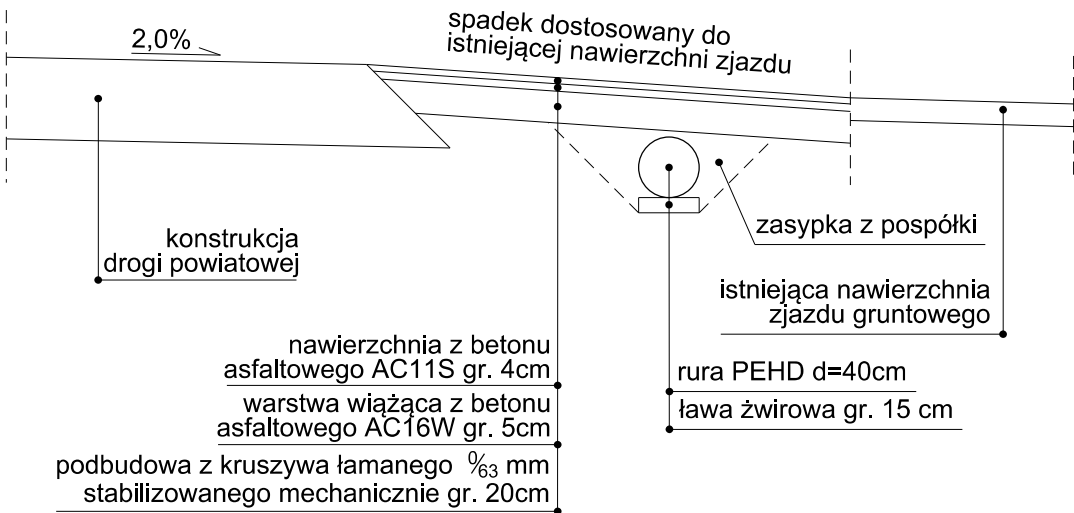 2,0%
spadek dostosowany do
istniejącej nawierzchni zjazdu
konstrukcja
drogi powiatowej
zasypka z pospółki
istniejąca nawierzchnia
zjazdu gruntowego
nawierzchnia z betonu
asfaltowego AC11S gr. 4cm
warstwa wiążąca z betonu
asfaltowego AC16W gr. 5cm
podbudowa z kruszywa łamanego 0/63 mm
stabilizowanego mechanicznie gr. 20cm
rura PEHD d=40cm
ława żwirowa gr. 15 cm